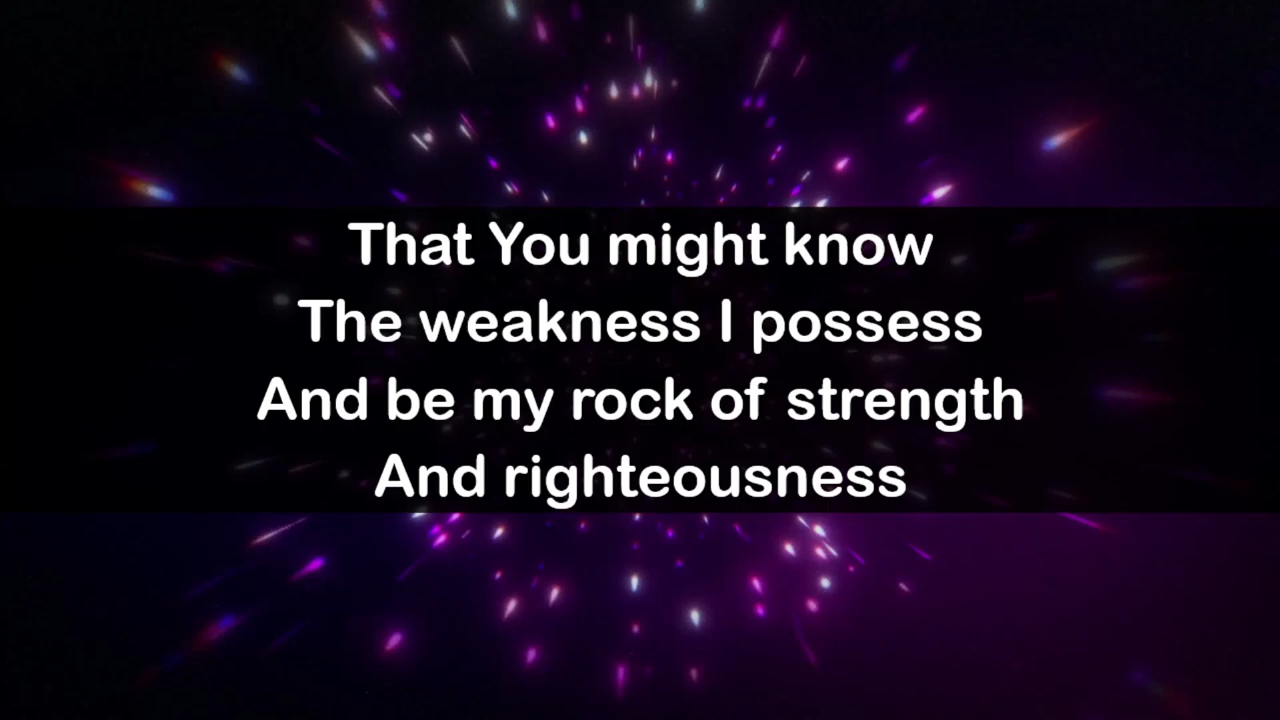 That You might know
The weakness I possess
And be my rock of strength
And righteousness